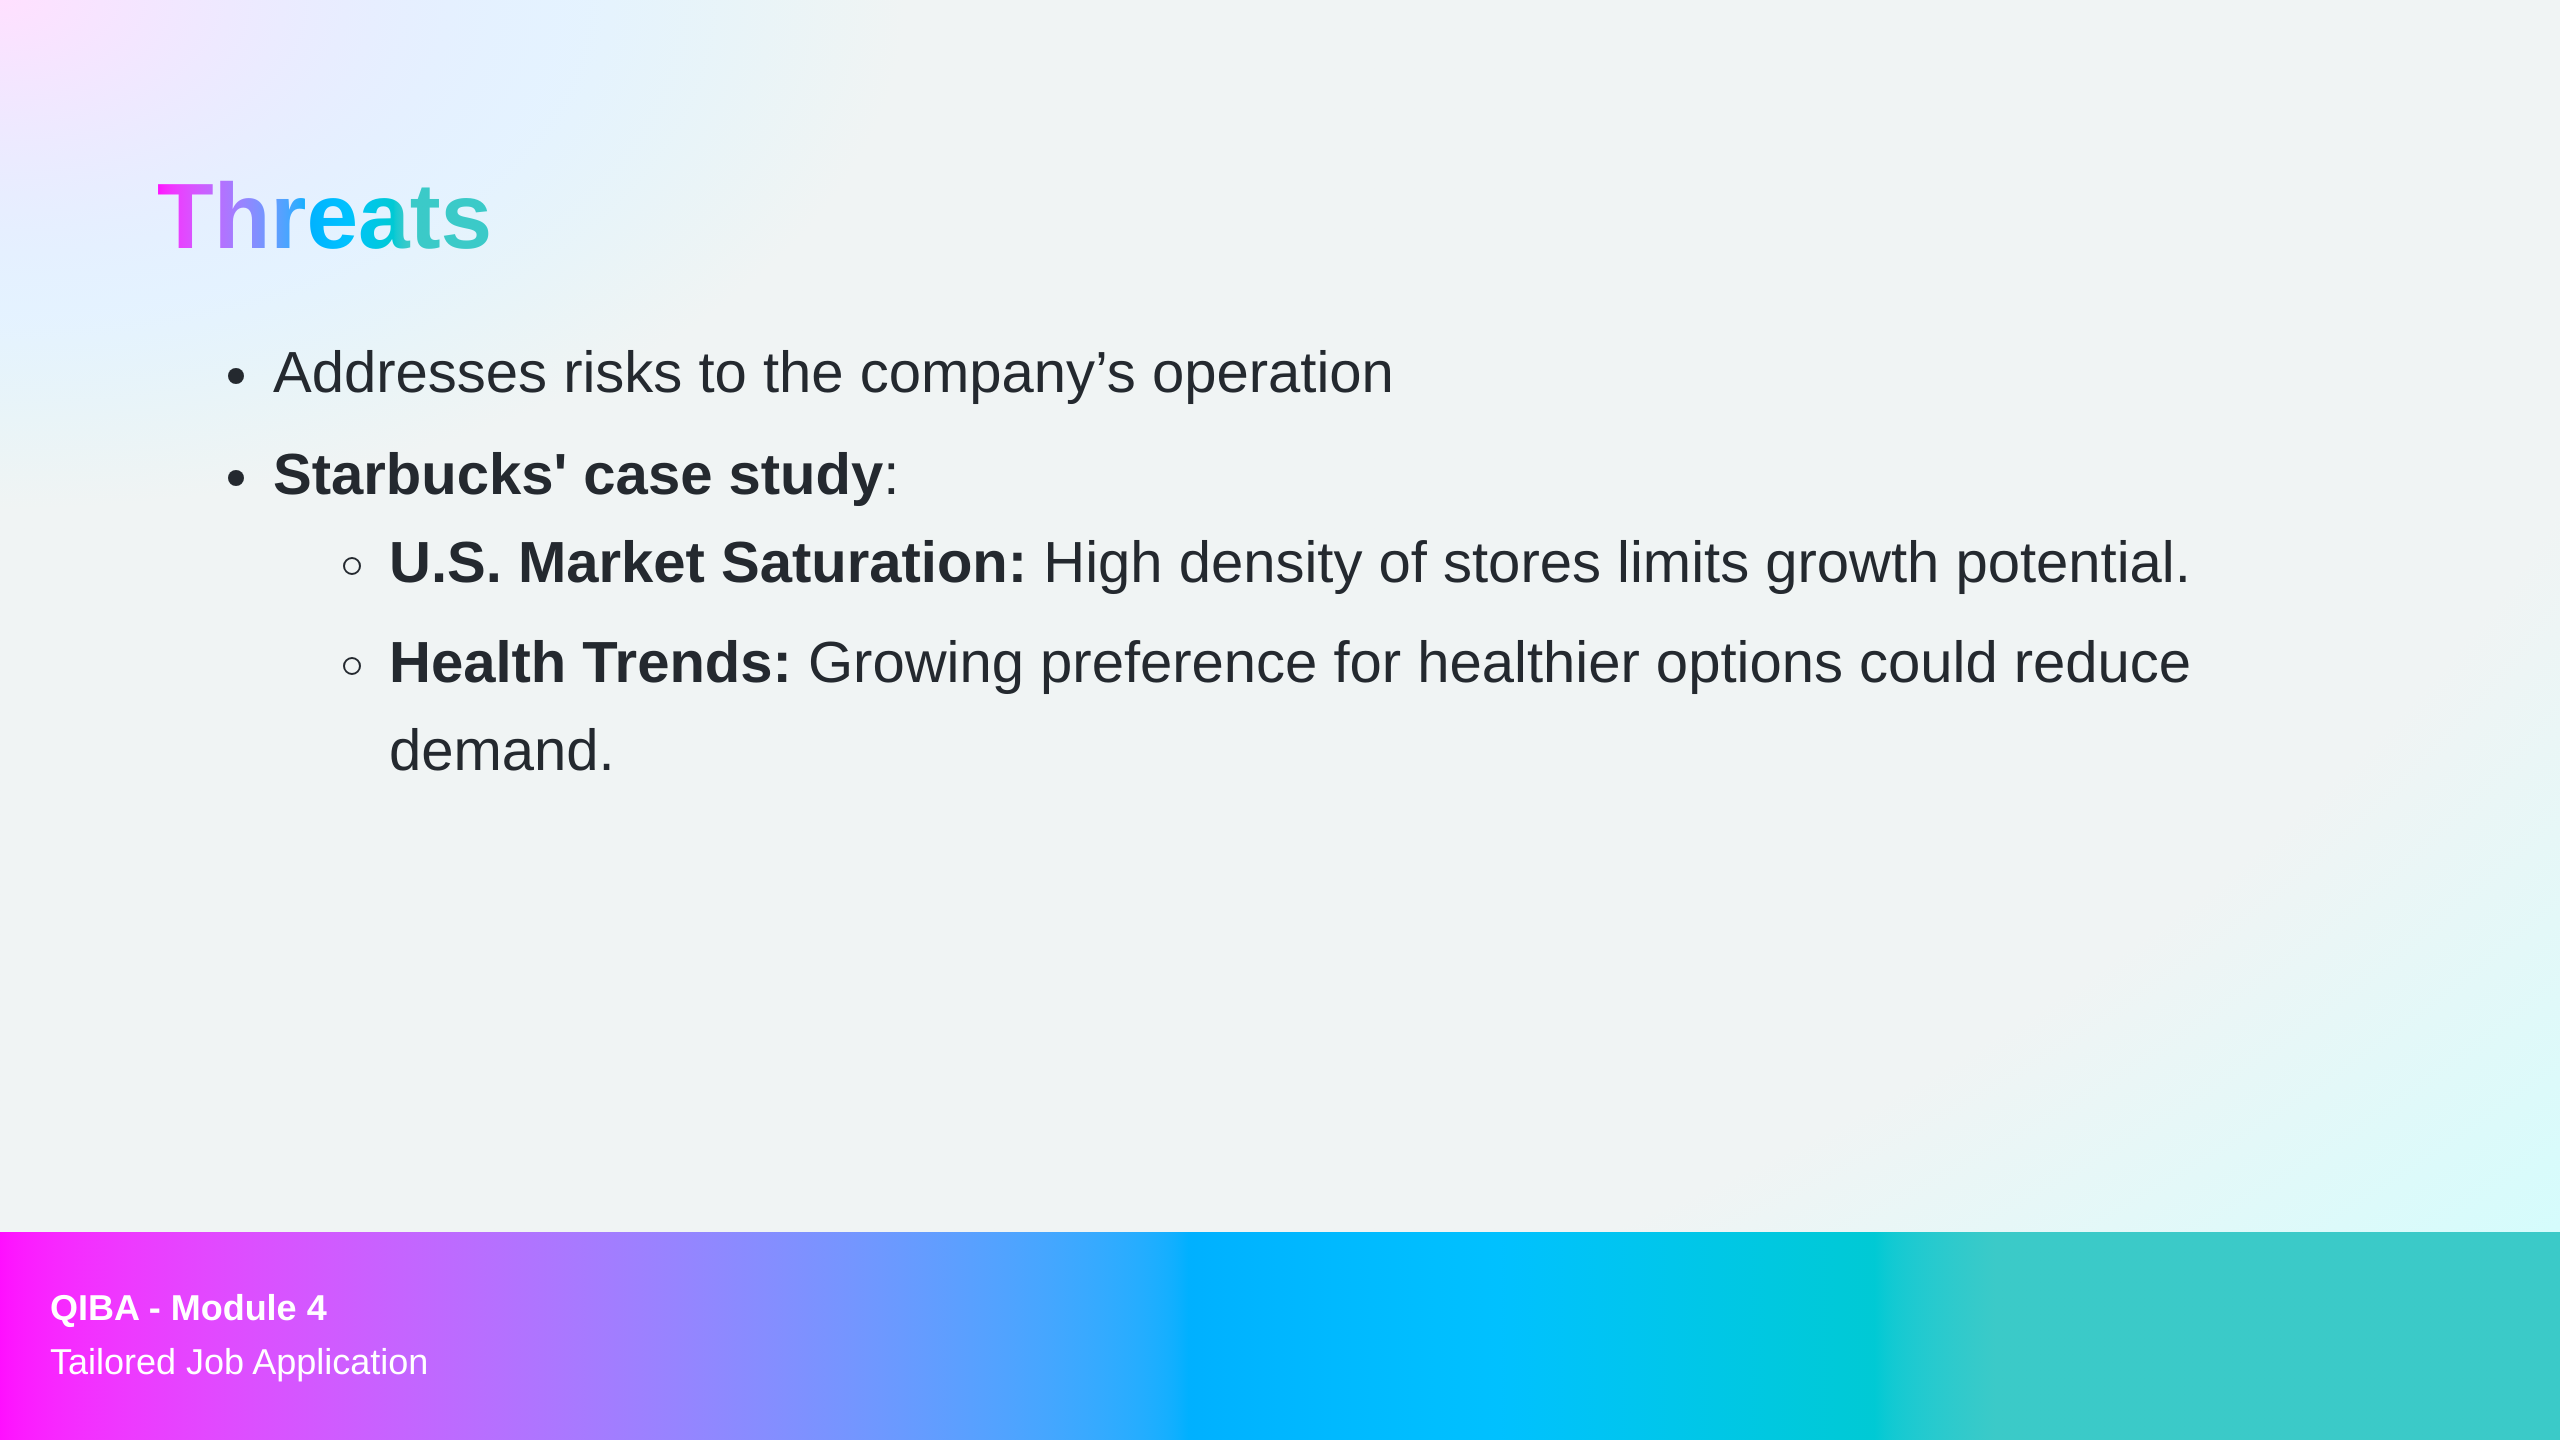 Threats
• Addresses risks to the company’s operation
• Starbucks' case study:
◦ U.S. Market Saturation: High density of stores limits growth potential.
◦ Health Trends: Growing preference for healthier options could reduce
demand.
QIBA - Module 4
Tailored Job Application